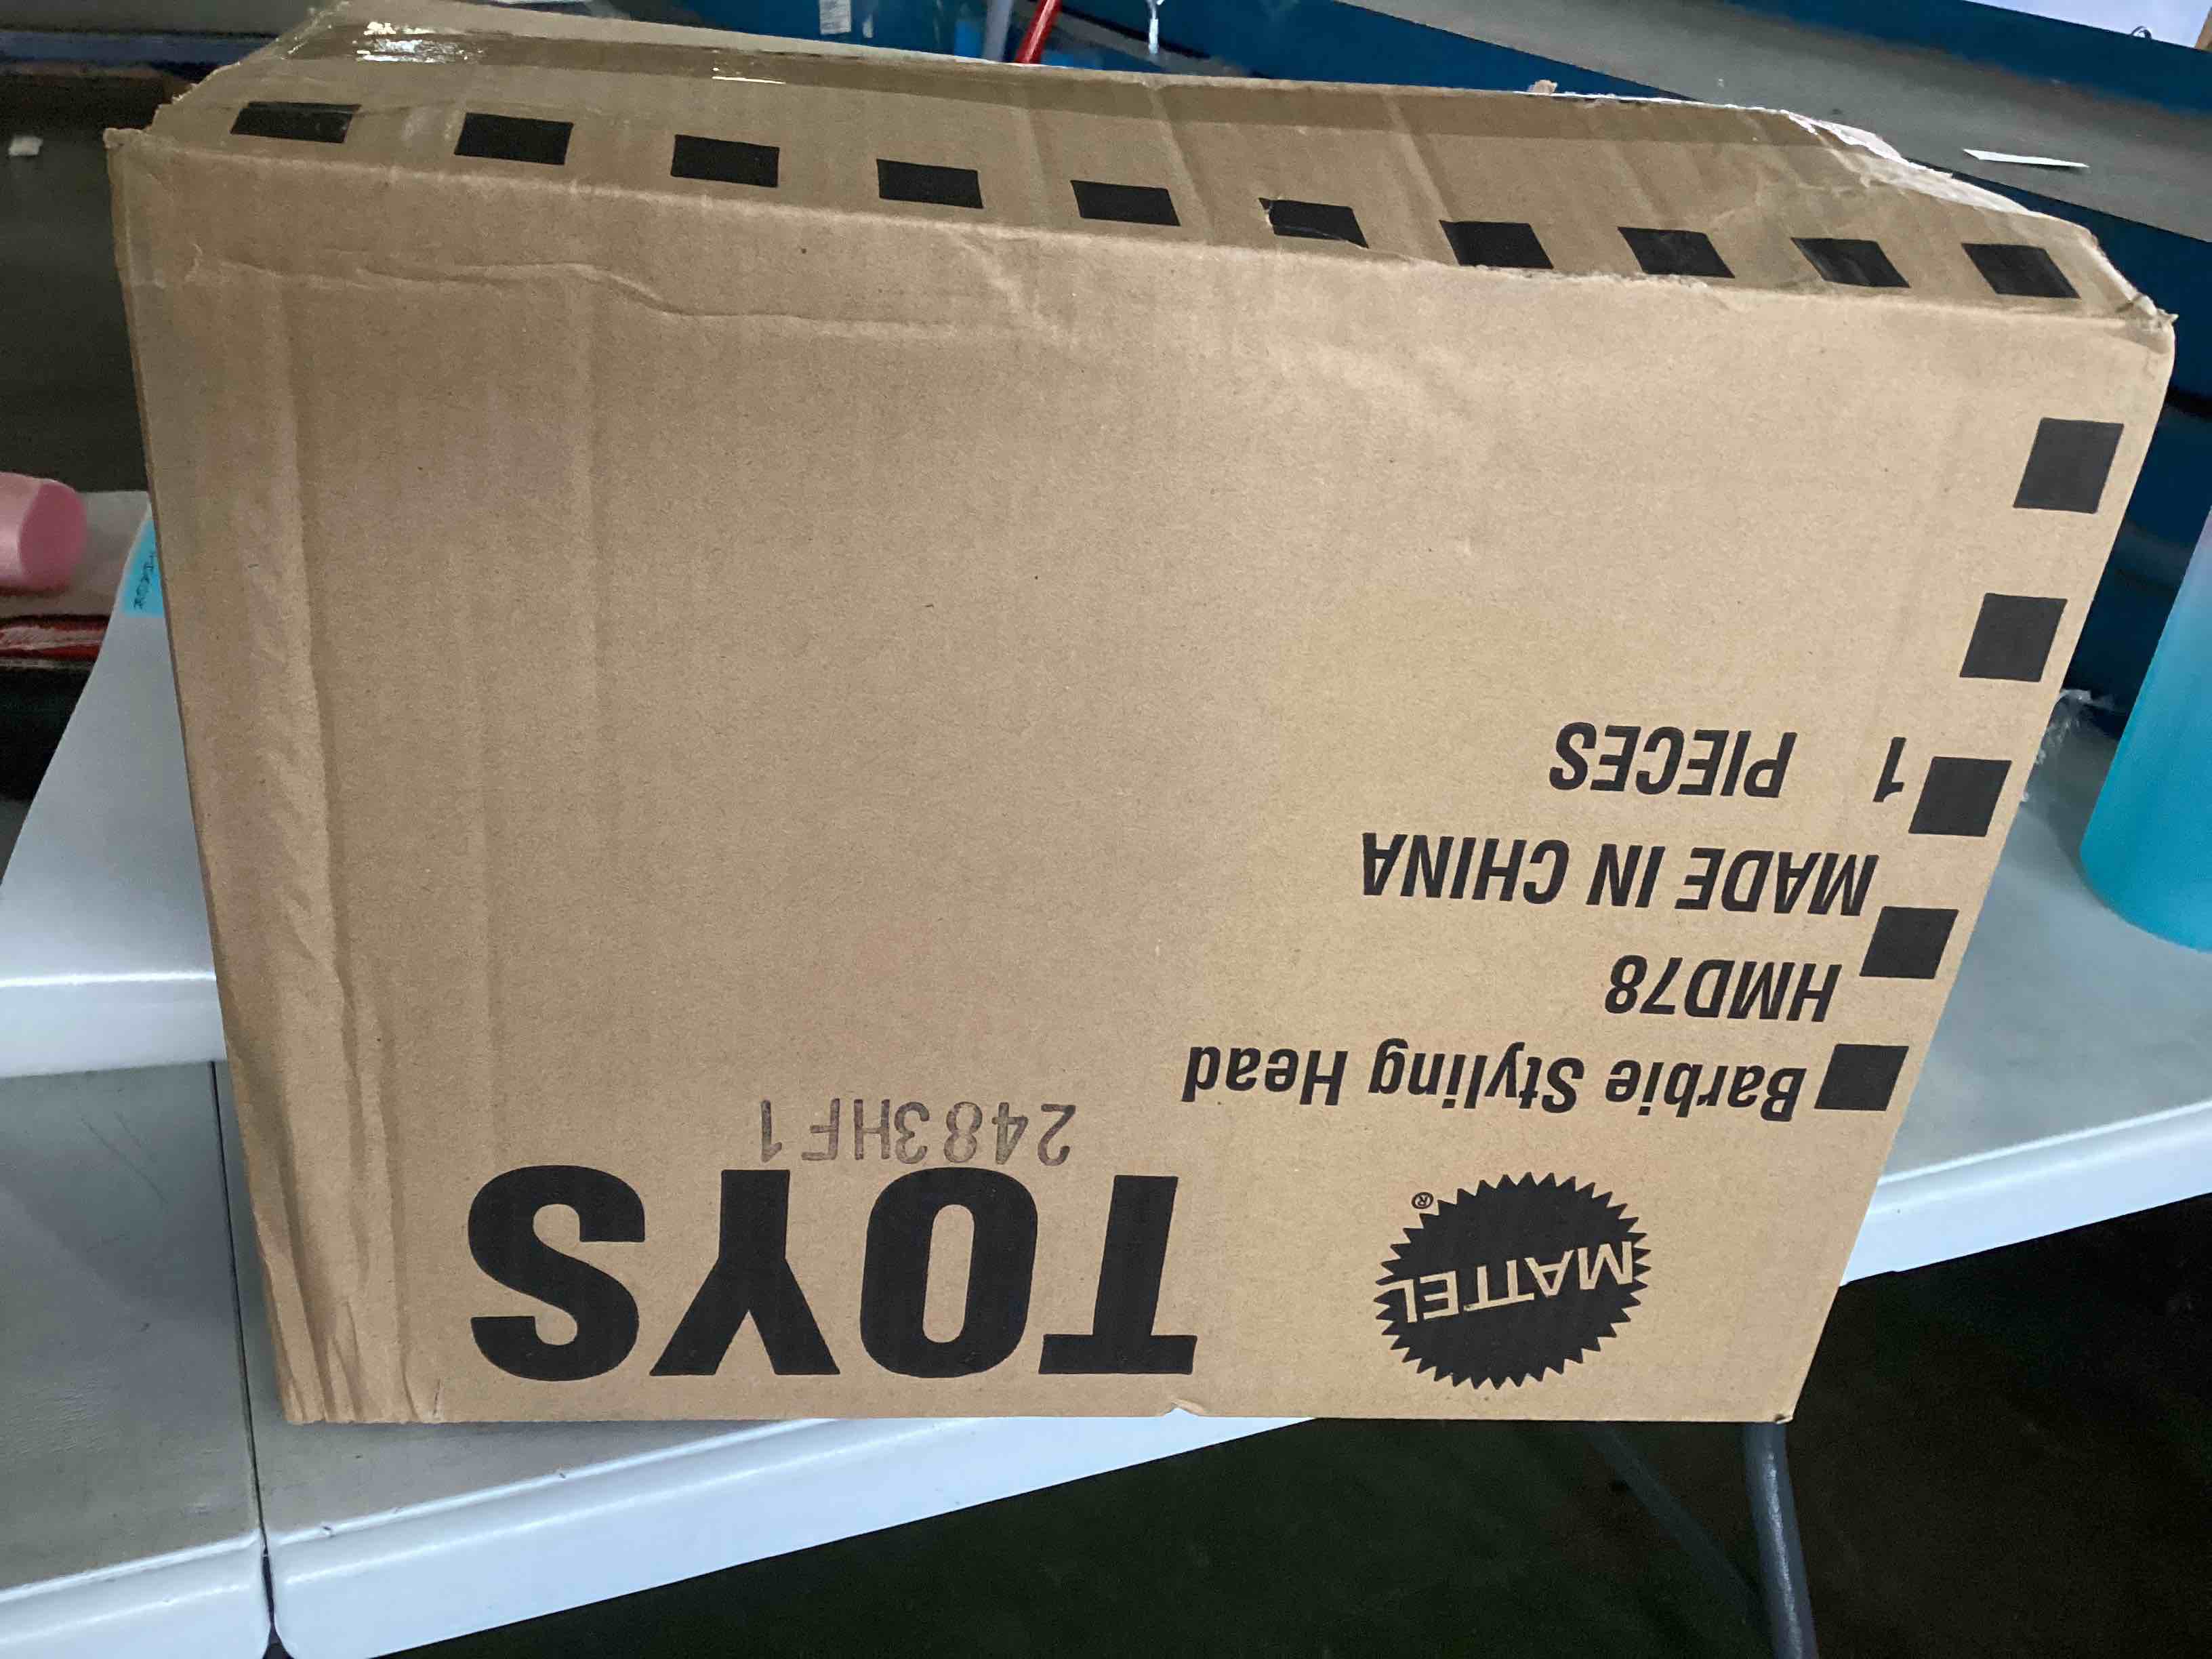 MATTEL®
TOYS
2483HF1
Barbie Styling Head
HMD78
MADE IN CHINA
1 PIECES